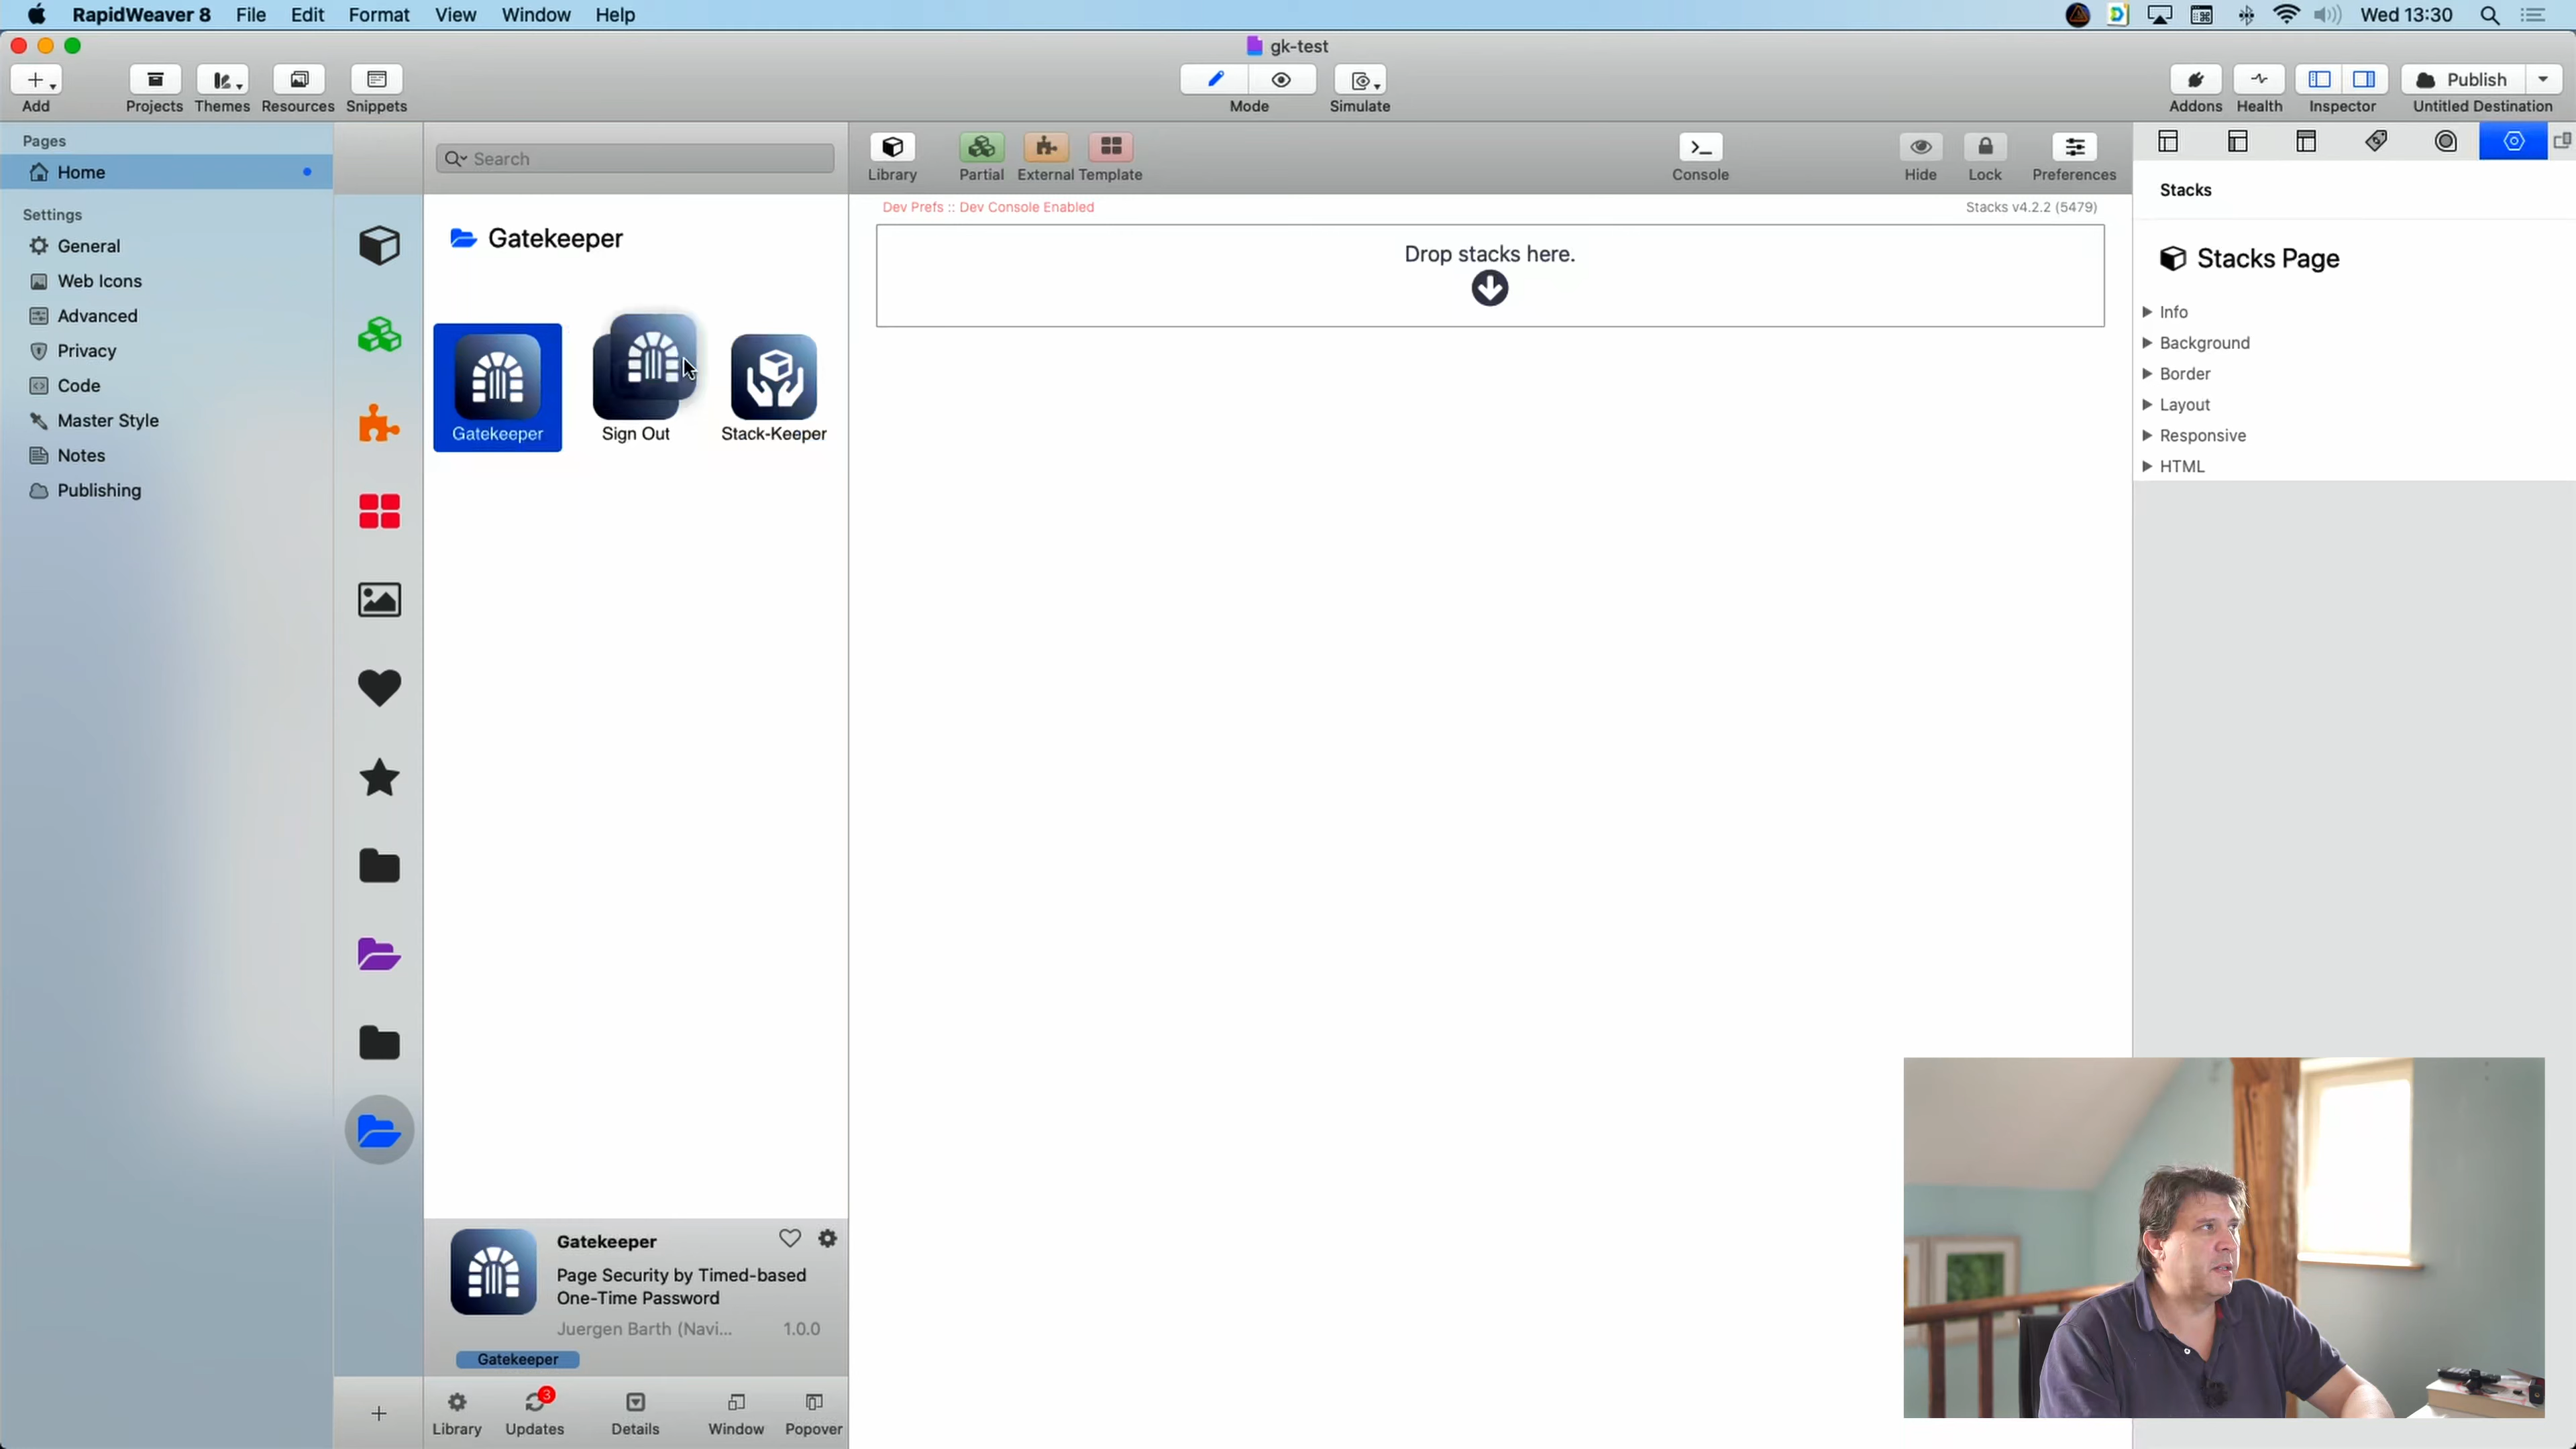 RapidWeaver 8 File Edit Format View Window Help Wed 13:30
gk-test
Add Projects Themes Resources Snippets Mode Simulate Addons Health Inspector Publish Untitled Destination
Pages
Home
Settings
General
Web Icons
Advanced
Privacy
Code
Master Style
Notes
Publishing
Search
Gatekeeper
Gatekeeper Sign Out Stack-Keeper
Gatekeeper
Page Security by Timed-based
One-Time Password
Juergen Barth (Navi... 1.0.0
Gatekeeper
3
Library Updates Details Window Popover
Library Partial External Template Console Hide Lock Preferences
Dev Prefs :: Dev Console Enabled Stacks v4.2.2 (5479)
Drop stacks here.
Stacks
Stacks Page
Info
Background
Border
Layout
Responsive
HTML